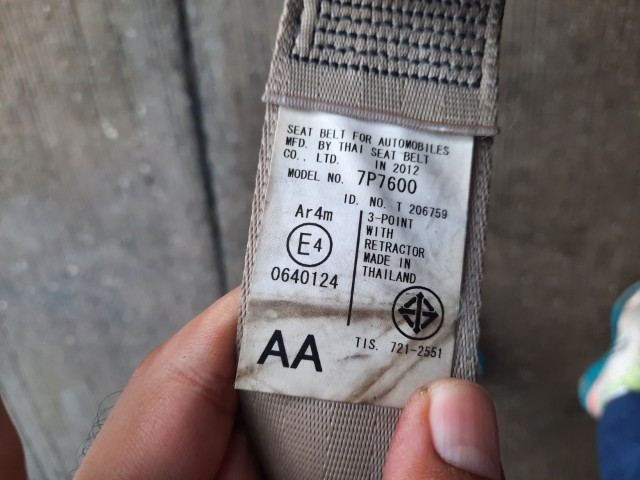 SEAT BELT FOR AUTOMOBILES
MFD. BY THAI SEAT BELT
CO., LTD. IN 2012
MODEL NO. 7P7600
ID. NO. T 206759
Ar4m
E4
0640124
3-POINT
WITH
RETRACTOR
MADE IN
THAILAND
AA
TIS. 721-2551